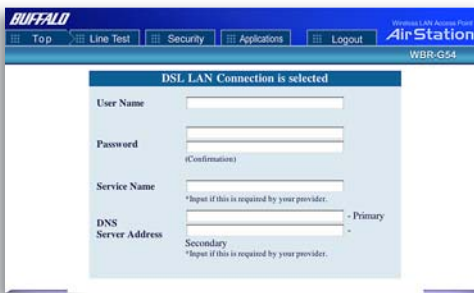 BUFFALO
Wireless LAN Access Point
AirStation
Top Line Test Security Applications Logout
WBR-G54
DSL LAN Connection is selected
User Name
Password
(Confirmation)
Service Name
*Input if this is required by your provider.
DNS
Server Address
- Primary
-
Secondary
*Input if this is required by your provider.